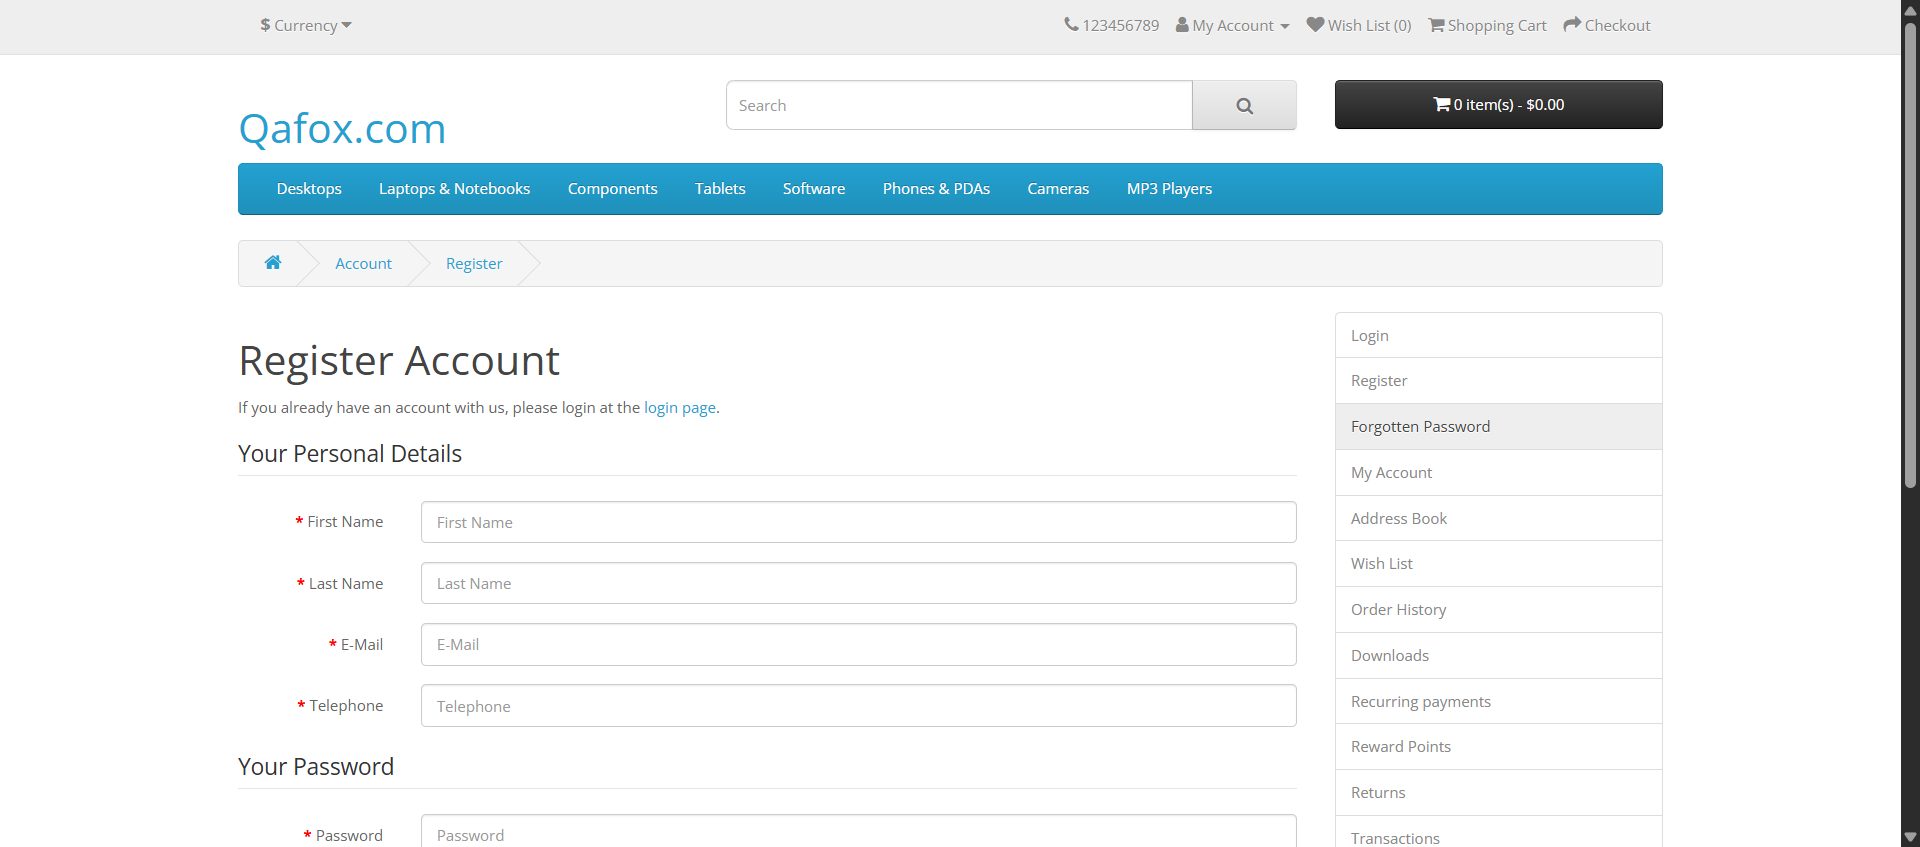 $ Currency
123456789 My Account Wish List (0) Shopping Cart Checkout
Qafox.com
Search
0 item(s) - $0.00
Desktops Laptops & Notebooks Components Tablets Software Phones & PDAs Cameras MP3 Players
Account Register
Register Account
If you already have an account with us, please login at the login page.
Your Personal Details
* First Name First Name
* Last Name Last Name
* E-Mail E-Mail
* Telephone Telephone
Your Password
* Password Password
Login
Register
Forgotten Password
My Account
Address Book
Wish List
Order History
Downloads
Recurring payments
Reward Points
Returns
Transactions